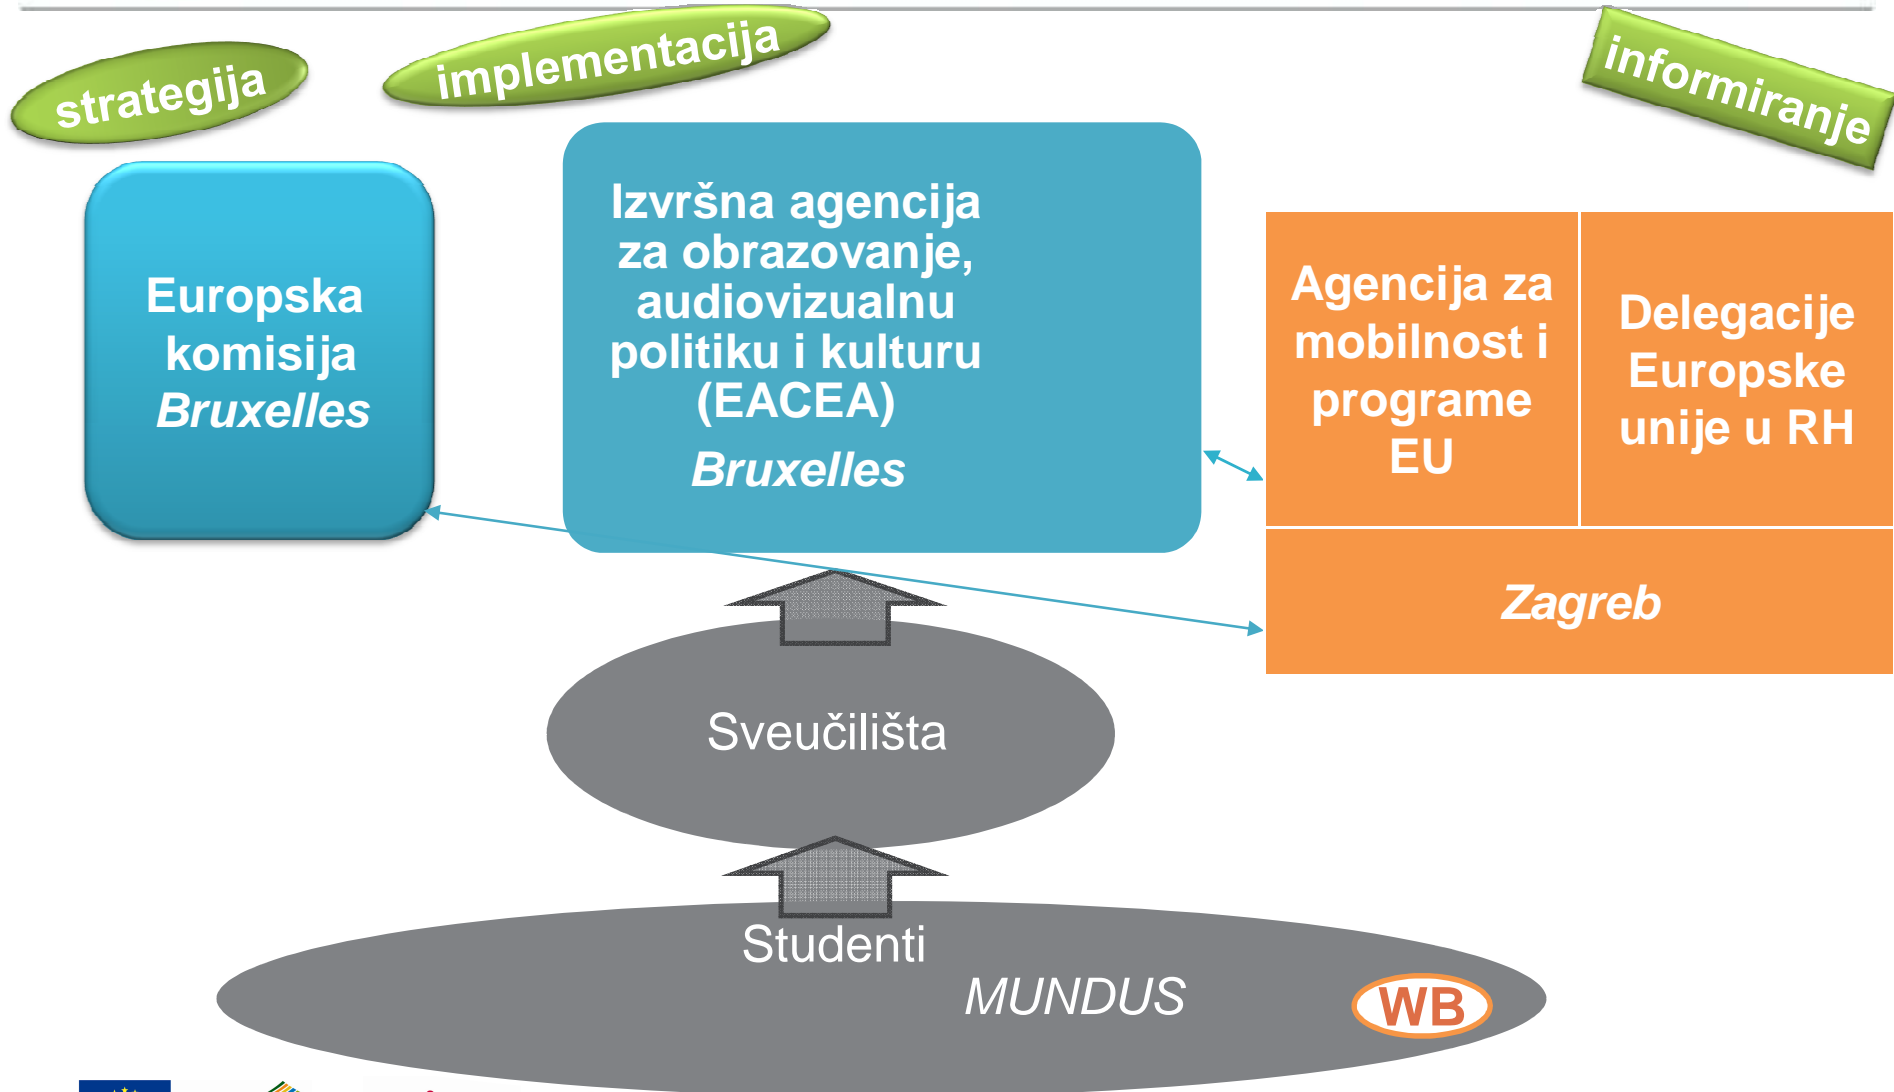 strategija
implementacija
informiranje
Europska
komisija
Bruxelles
Izvršna agencija
za obrazovanje,
audiovizualnu
politiku i kulturu
(EACEA)
Bruxelles
Agencija za
mobilnost i
programe
EU
Delegacije
Europske
unije u RH
Zagreb
Sveučilišta
Studenti
MUNDUS
WB